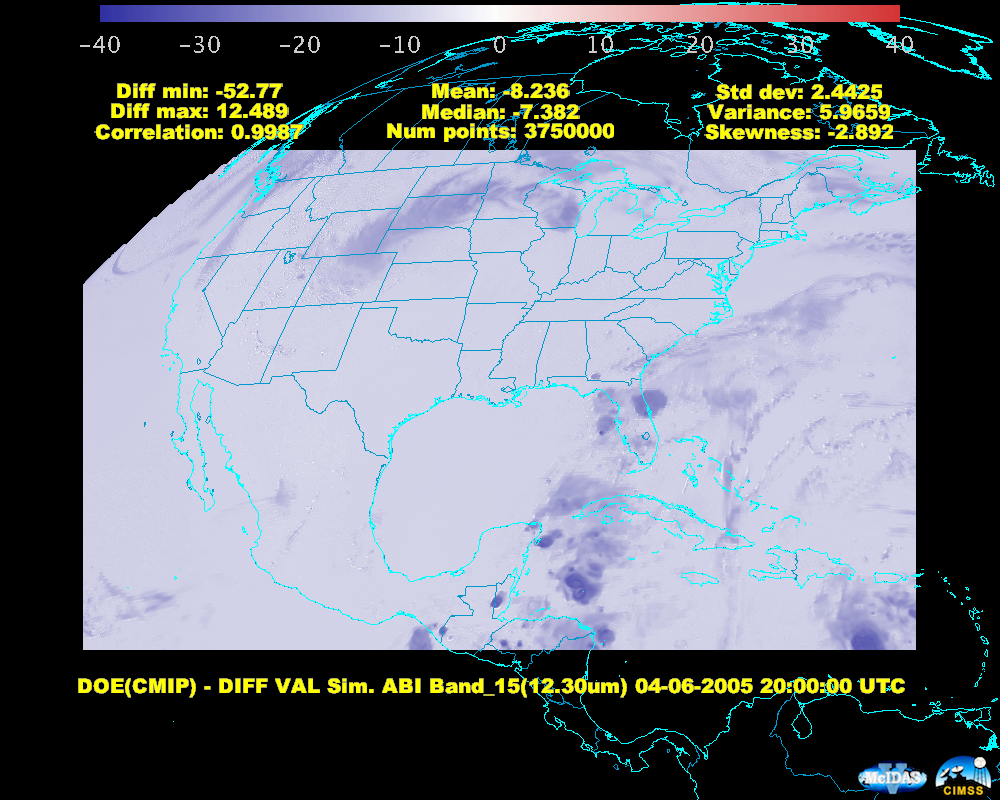 -40 -30 -20 -10 0 10 20 30 40
Diff min: -52.77 Mean: -8.236 Std dev: 2.4425
Diff max: 12.489 Median: -7.382 Variance: 5.9659
Correlation: 0.9987 Num points: 3750000 Skewness: -2.892
DOE(CMIP) - DIFF VAL Sim. ABI Band_15(12.30um) 04-06-2005 20:00:00 UTC
McIDAS
V
CIMSS